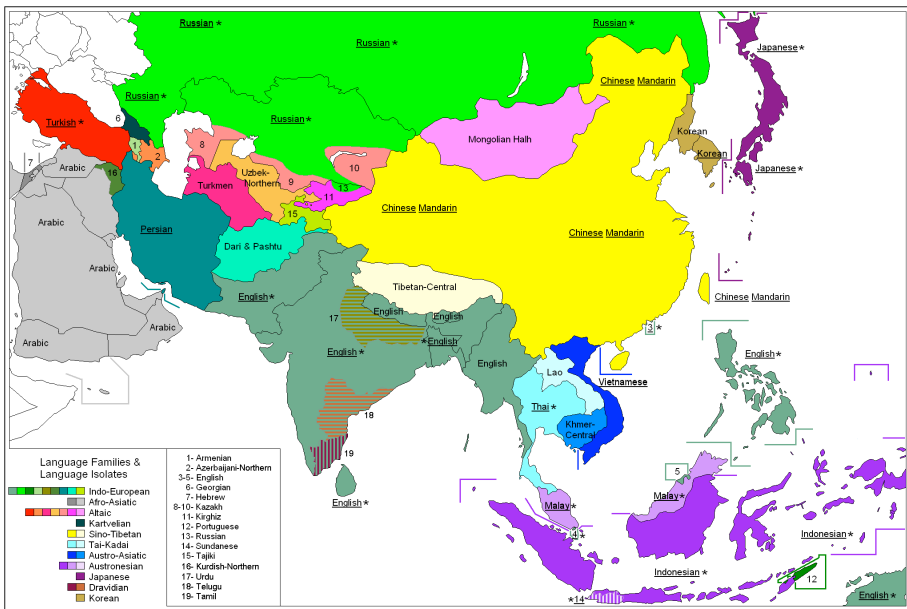 Russian *
Russian *
Russian *
Russian *
Russian *
Turkish *
6
1
2
7
16
Arabic
Arabic
Arabic
Arabic
Arabic
Persian
8
Turkmen
Uzbek-
Northern
9
10
13
11
15
Dari & Pashtu
Chinese Mandarin
Mongolian Halh
Korean
Korean
Japanese *
Japanese *
Chinese Mandarin
Chinese Mandarin
Chinese Mandarin
Tibetan-Central
English *
17
English
English
*English
English *
English
3 *
18
19
English *
Lao
Vietnamese
Thai *
Khmer-
Central
English *
5
Malay *
Malay *
4 *
Indonesian *
Indonesian *
*14
12
English *
Language Families &
Language Isolates
Indo-European
Afro-Asiatic
Altaic
Kartvelian
Sino-Tibetan
Tai-Kadai
Austro-Asiatic
Austronesian
Japanese
Dravidian
Korean
1- Armenian
2- Azerbaijani-Northern
3-5- English
6- Georgian
7- Hebrew
8-10- Kazakh
11- Kirghiz
12- Portuguese
13- Russian
14- Sundanese
15- Tajiki
16- Kurdish-Northern
17- Urdu
18- Telugu
19- Tamil